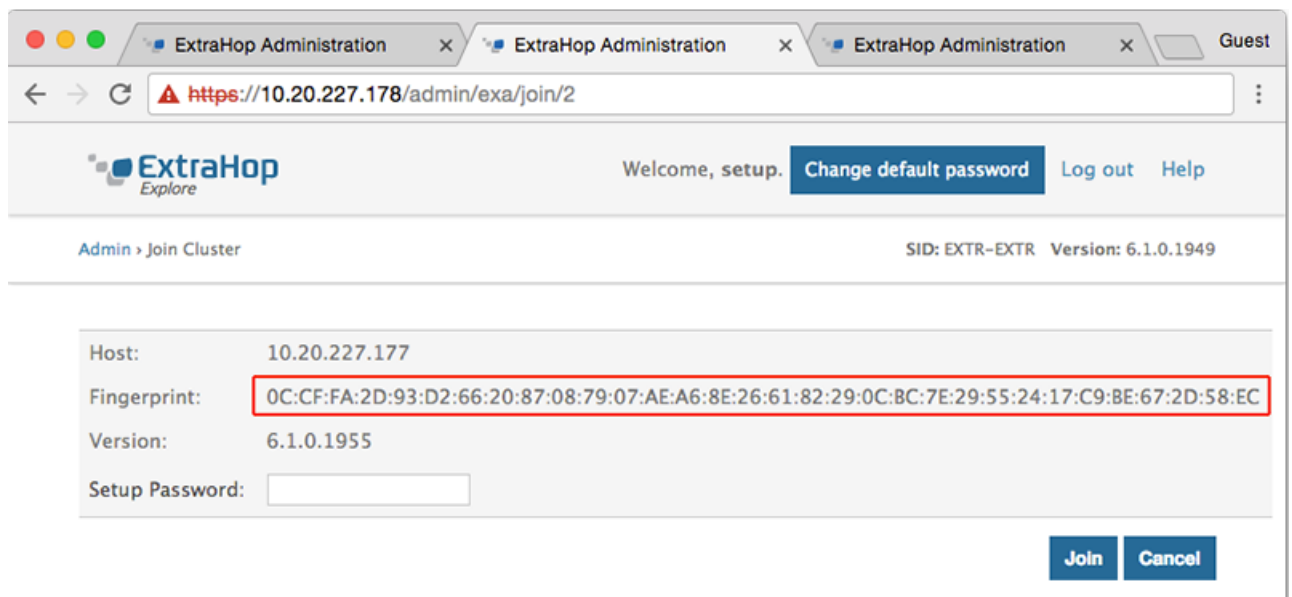 ExtraHop Administration × ExtraHop Administration × ExtraHop Administration × Guest
https://10.20.227.178/admin/exa/join/2
ExtraHop
Explore
Welcome, setup. Change default password Log out Help
Admin › Join Cluster SID: EXTR-EXTR Version: 6.1.0.1949
Host: 10.20.227.177
Fingerprint: 0C:CF:FA:2D:93:D2:66:20:87:08:79:07:AE:A6:8E:26:61:82:29:0C:BC:7E:29:55:24:17:C9:BE:67:2D:58:EC
Version: 6.1.0.1955
Setup Password:
Join Cancel